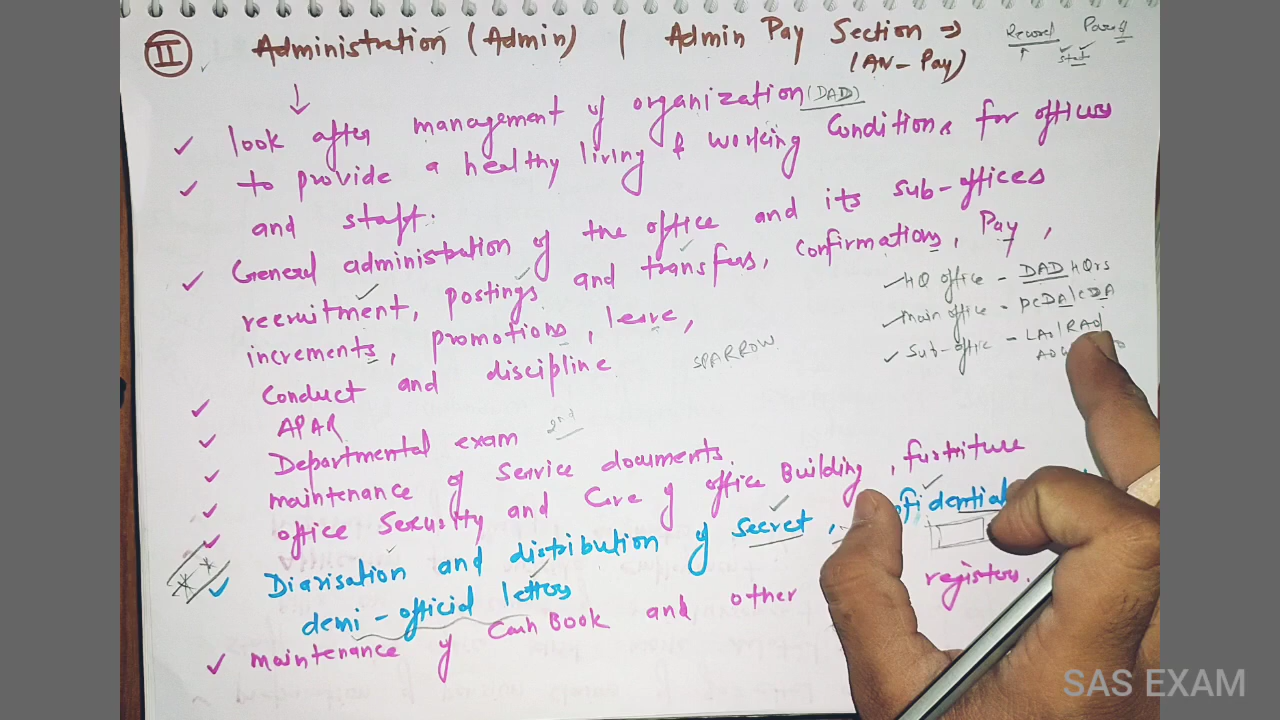 II Administration (Admin) | Admin Pay Section ⇒
(AN-Pay)
Record
start
look after management of organization (DAD)
to provide a healthy living & working conditions for officers
and staff.
General administration of the office and its sub-offices
recruitment, postings and transfers, confirmations, Pay,
increments, promotions, leave,
HQ office - DAD HQrs
main office - PCDA/CDA
Sub-office - LAO/RAO
Conduct and discipline
SPARROW
APAR
Departmental exam 2nd
maintenance of Service documents.
office Security and Care of office Building, furniture
Diarisation and distribution of Secret,
demi-official letters
maintenance of Cash Book and other registers.
SAS EXAM